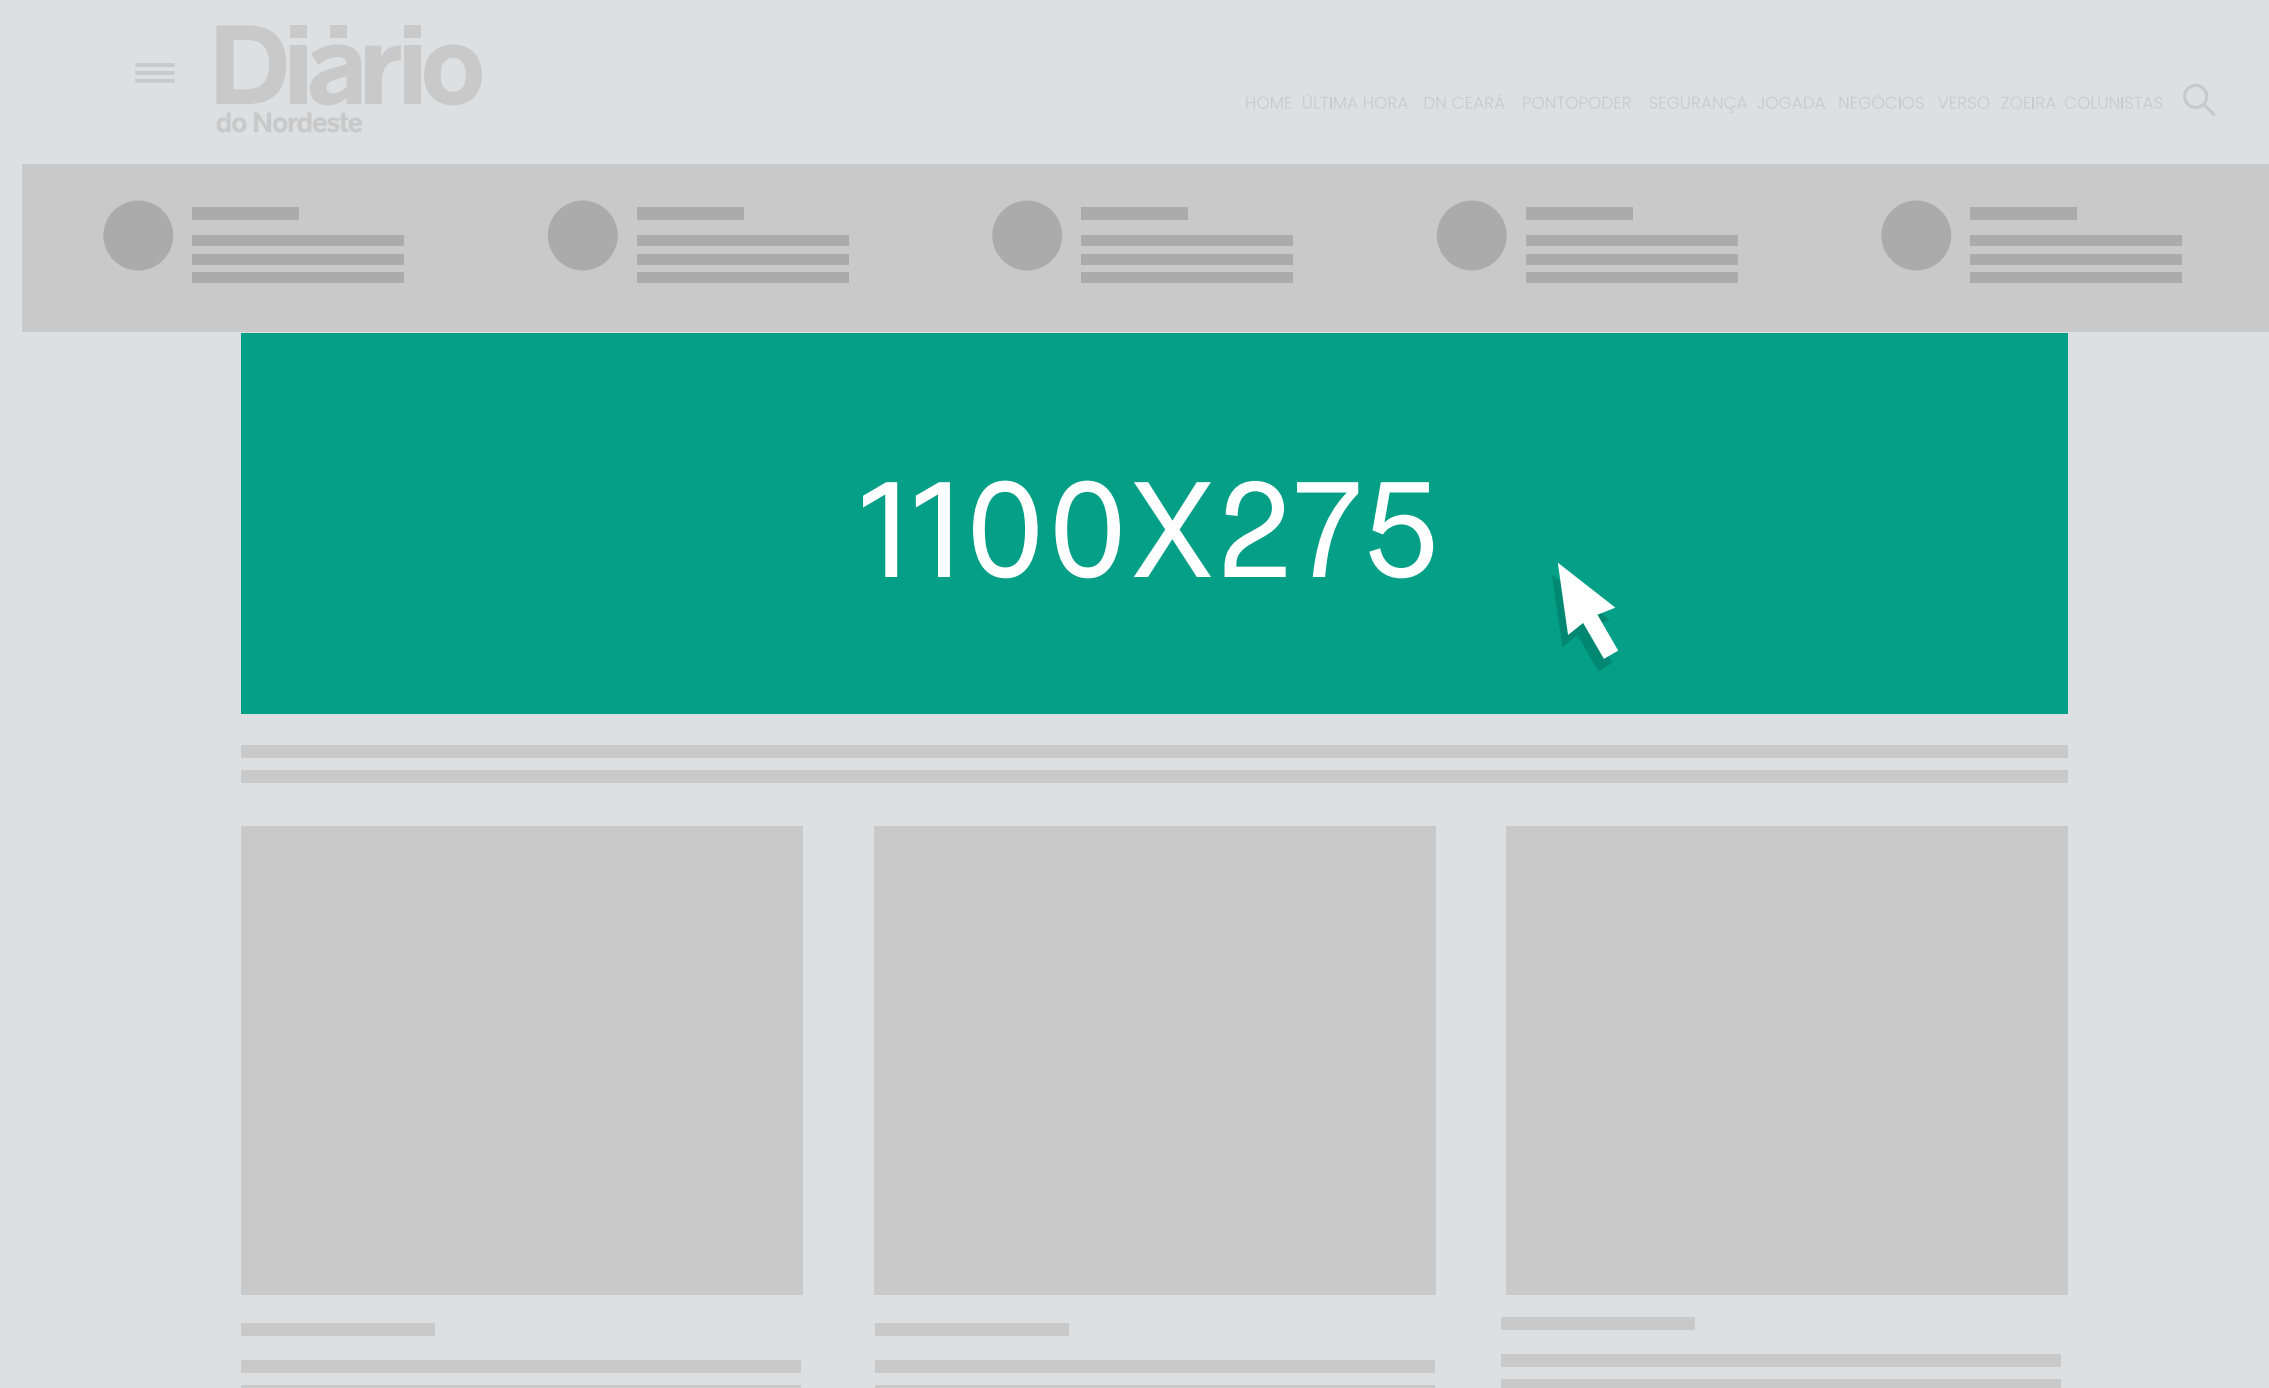 Diário
do Nordeste
HOME ÚLTIMA HORA DN CEARÁ PONTOPODER SEGURANÇA JOGADA NEGÓCIOS VERSO ZOEIRA COLUNISTAS
1100X275